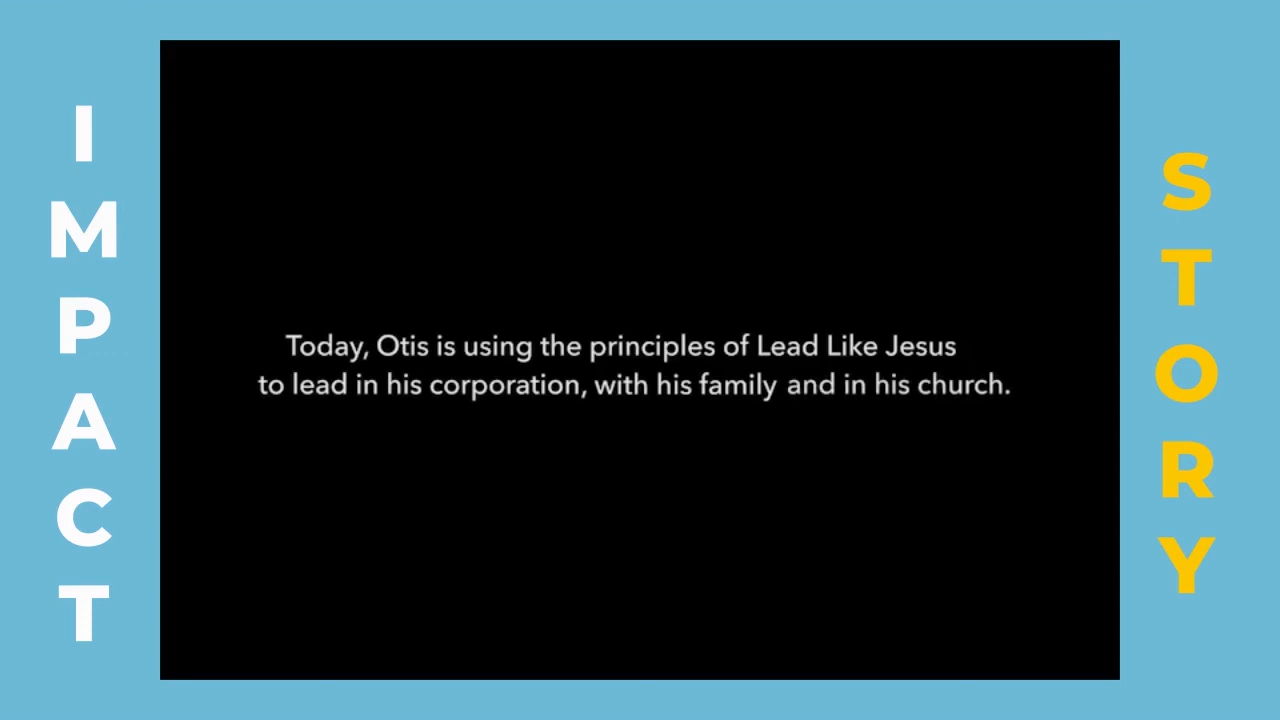 IMPACT
Today, Otis is using the principles of Lead Like Jesus
to lead in his corporation, with his family and in his church.
STORY